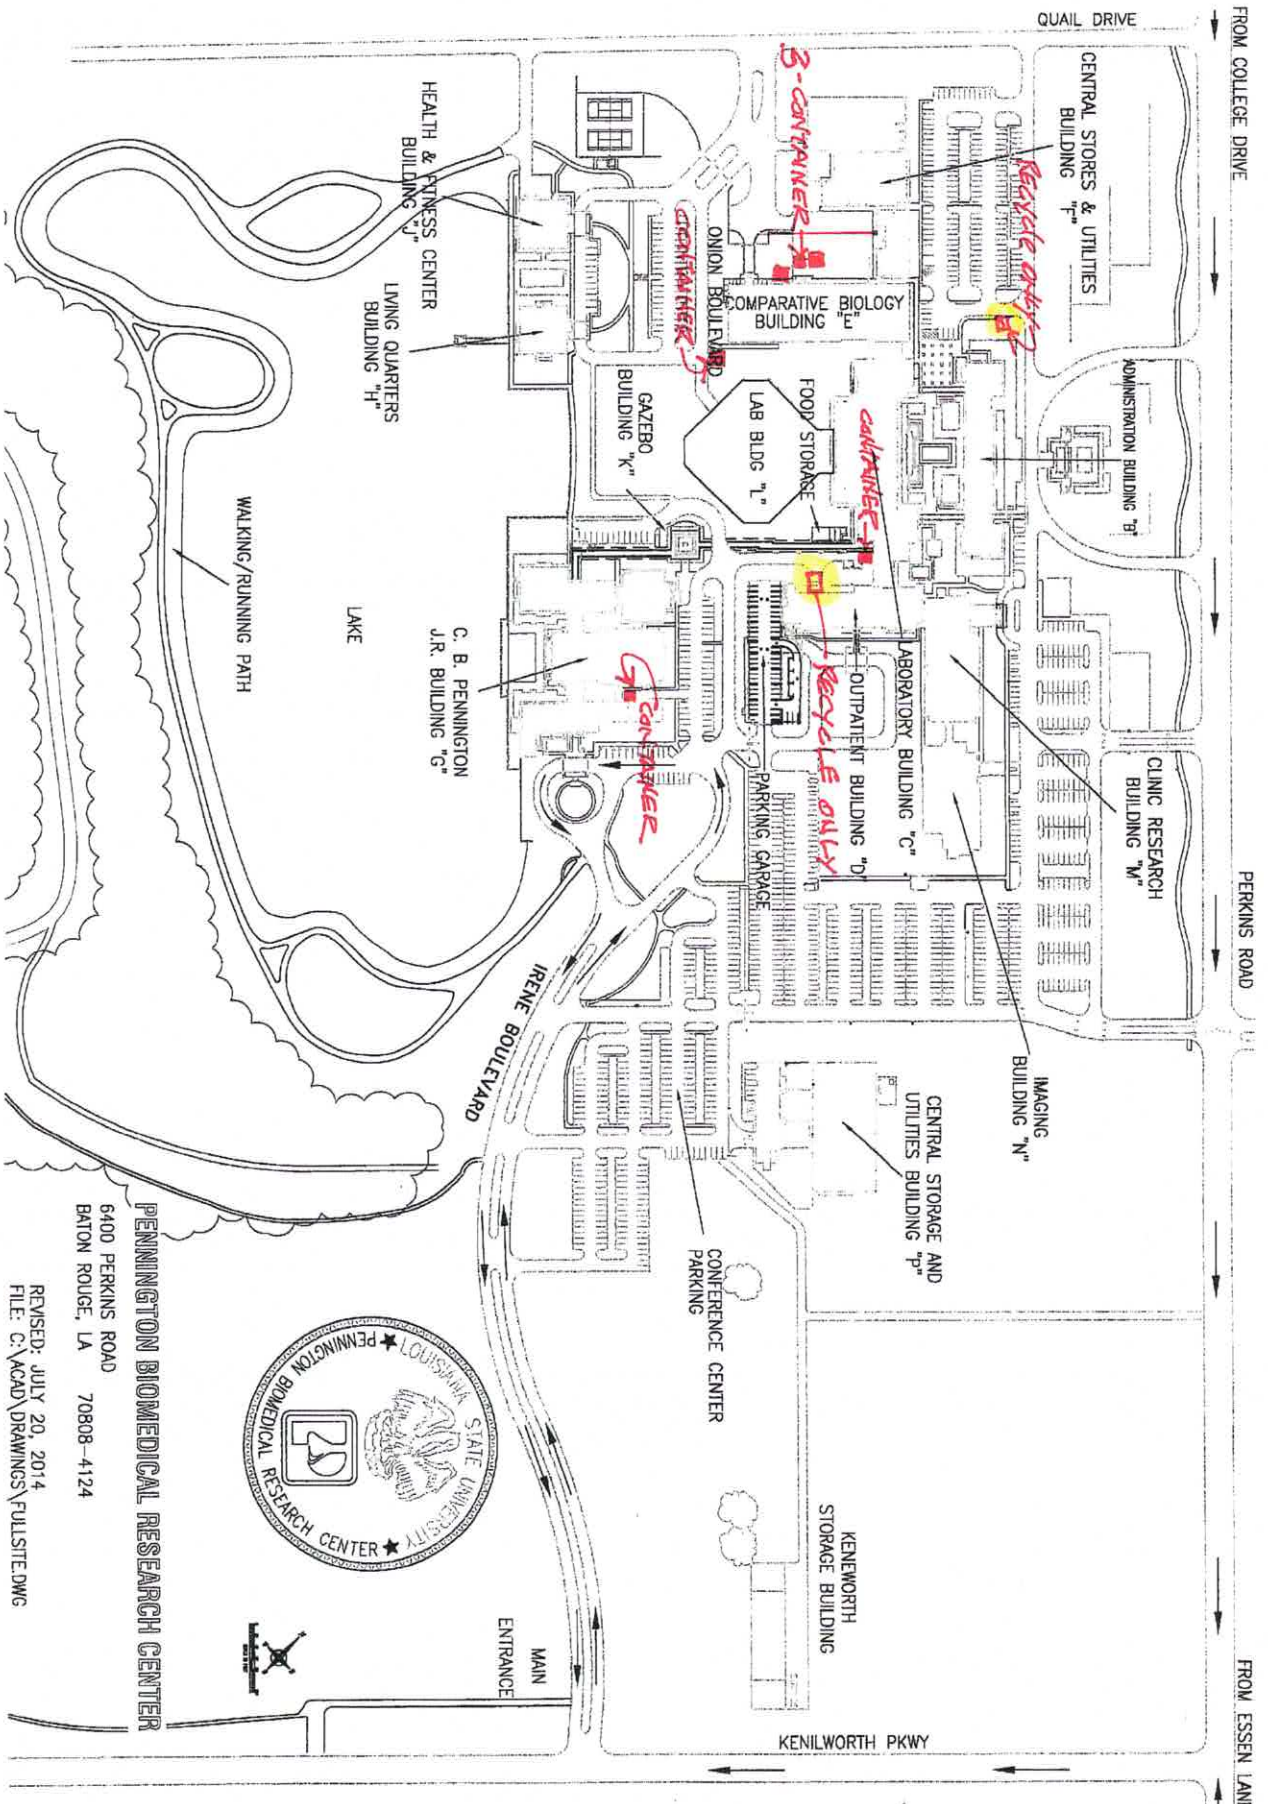 FROM COLLEGE DRIVE
PERKINS ROAD
FROM ESSEN LANE
QUAIL DRIVE
CENTRAL STORES & UTILITIES
BUILDING
"F"
RECYCLE ONLY
ADMINISTRATION BUILDING "B"
CLINIC RESEARCH
BUILDING "M"
IMAGING
BUILDING "N"
3-CONTAINER
COMPARATIVE BIOLOGY
BUILDING "E"
ONION BOULEVARD
CONTAINER
FOOD STORAGE
LAB BLDG "L"
CONTAINER
LABORATORY BUILDING "C"
OUTPATIENT BUILDING "D"
RECYCLE ONLY
PARKING GARAGE
CENTRAL STORAGE AND
UTILITIES BUILDING
"P"
HEALTH & FITNESS CENTER
BUILDING "J"
LIVING QUARTERS
BUILDING "H"
GAZEBO
BUILDING "K"
CONTAINER
C. B. PENNINGTON
J.R. BUILDING "G"
LAKE
WALKING/RUNNING PATH
IRENE BOULEVARD
CONFERENCE CENTER
PARKING
KENEWORTH
STORAGE BUILDING
KENILWORTH PKWY
MAIN
ENTRANCE
LOUISIANA STATE UNIVERSITY
PENNINGTON BIOMEDICAL RESEARCH CENTER
PENNINGTON BIOMEDICAL RESEARCH CENTER
6400 PERKINS ROAD
BATON ROUGE, LA 70808-4124
REVISED: JULY 20, 2014
FILE: C:\ACAD\DRAWINGS\FULLSITE.DWG